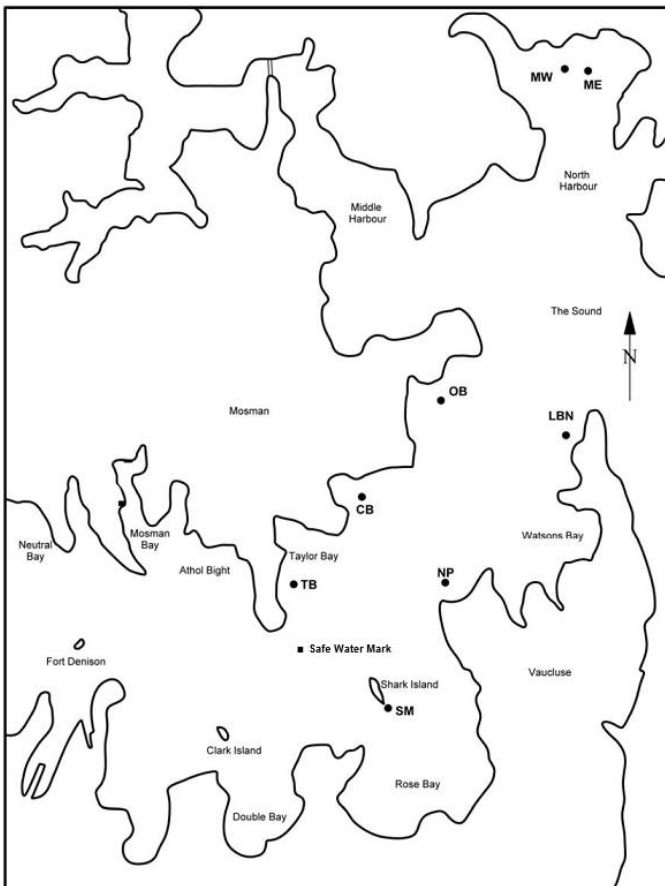 MW
ME
North
Harbour
Middle
Harbour
The Sound
N
OB
Mosman
LBN
CB
Mosman
Bay
Neutral
Bay
Watsons Bay
Taylor Bay
Athol Bight
TB
NP
Safe Water Mark
Fort Denison
Vaucluse
Shark Island
SM
Clark Island
Rose Bay
Double Bay